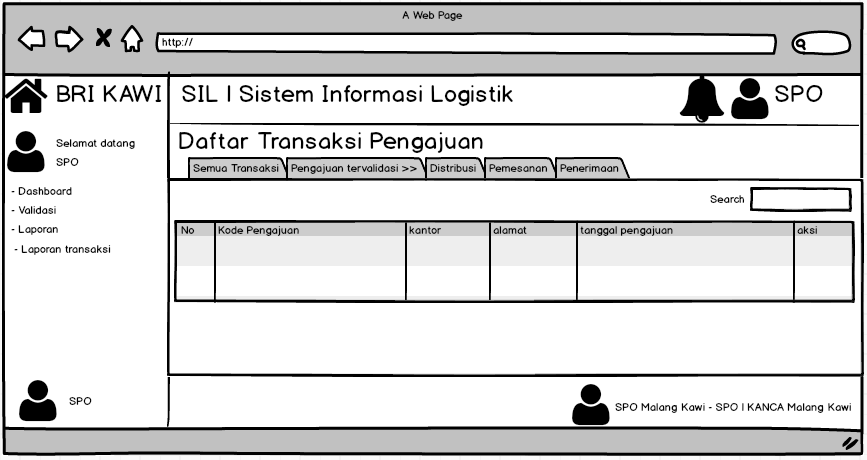 A Web Page
http://
BRI KAWI
SIL | Sistem Informasi Logistik
SPO
Selamat datang
SPO
Daftar Transaksi Pengajuan
Semua Transaksi
Pengajuan tervalidasi >>
Distribusi
Pemesanan
Penerimaan
- Dashboard
- Validasi
- Laporan
- Laporan transaksi
Search
No
Kode Pengajuan
kantor
alamat
tanggal pengajuan
aksi
SPO
SPO Malang Kawi - SPO | KANCA Malang Kawi